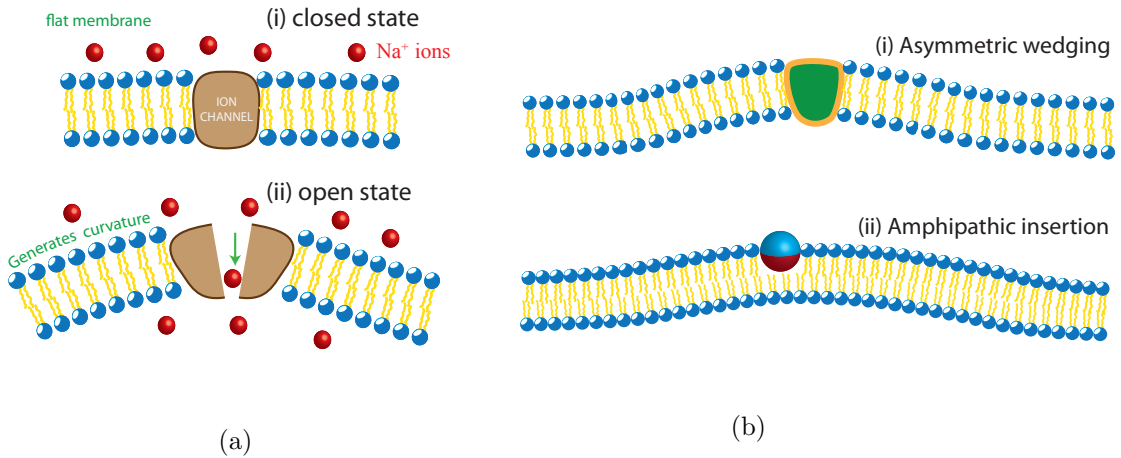 flat membrane
(i) closed state
Na⁺ ions
ION
CHANNEL
(ii) open state
Generates curvature
(a)
(i) Asymmetric wedging
(ii) Amphipathic insertion
(b)